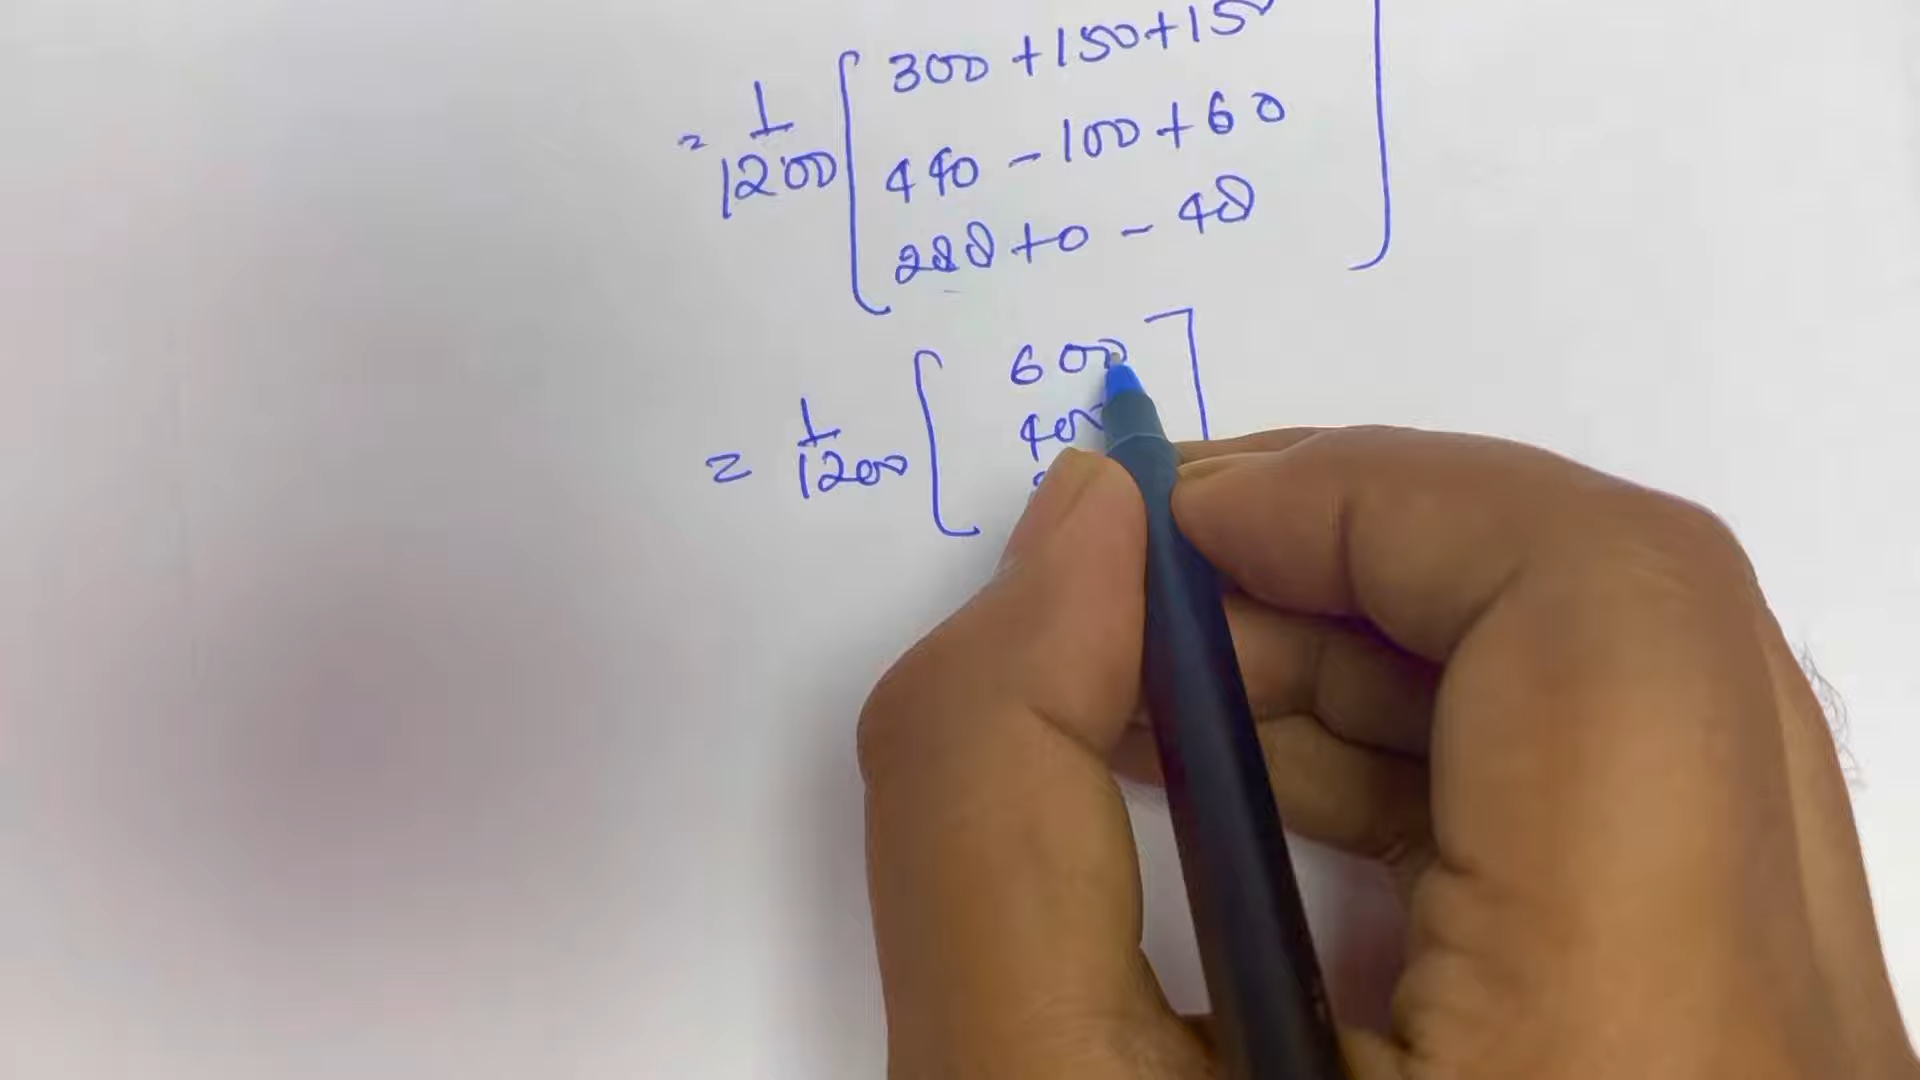 = 1/1200 [ 300 + 150 + 150
440 - 100 + 60
288 + 0 - 48 ]
= 1/1200 [ 600
400